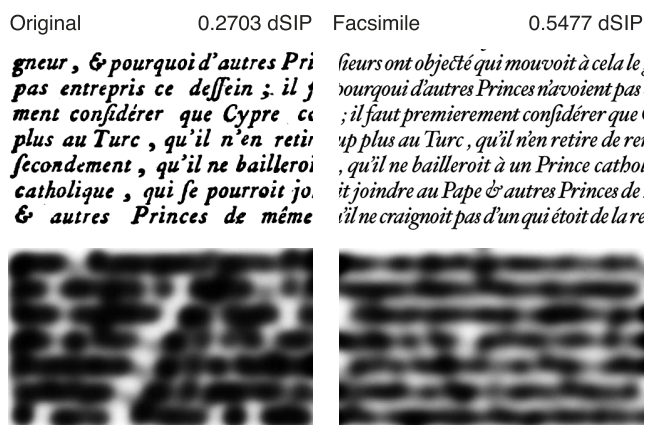 Original 0.2703 dSIP
Facsimile 0.5477 dSIP
gneur , & pourquoi d'autres Pri
pas entrepris ce deſſein ; il ſ
ment conſidérer que Cypre
plus au Turc , qu'il n'en retir
ſecondement , qu'il ne bailleroi
catholique , qui ſe pourroit jo
& autres Princes de même
ſieurs ont objecté qui mouvoit à cela le
pourqoui d'autres Princes n'avoient pas
; il faut premierement conſidérer que
up plus au Turc , qu'il n'en retire de re
, qu'il ne bailleroit à un Prince cathol
it joindre au Pape & autres Princes de
'il ne craignoit pas d'un qui étoit de la re